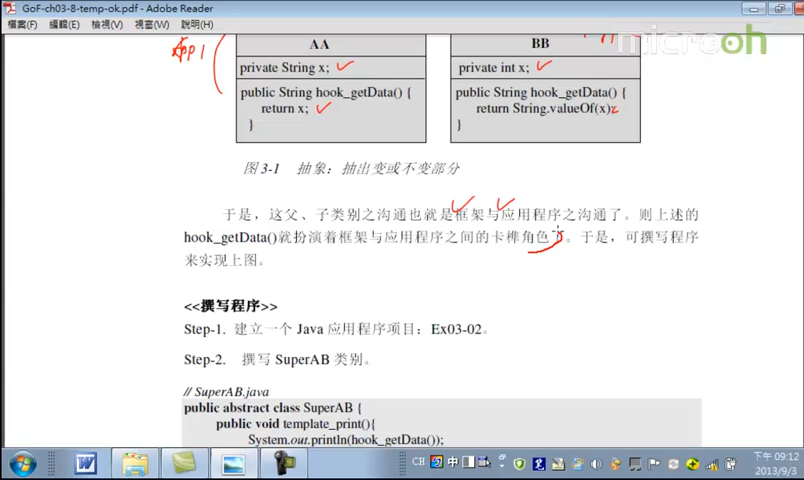 GoF-ch03-8-temp-ok.pdf - Adobe Reader
檔案(F) 編輯(E) 檢視(V) 視窗(W) 說明(H)
microoh
App1
AA
private String x;
public String hook_getData() {
return x;
}
BB
private int x;
public String hook_getData() {
return String.valueOf(x);
}
图 3-1 抽象：抽出变或不变部分
于是，这父、子类别之沟通也就是框架与应用程序之沟通了。则上述的
hook_getData()就扮演着框架与应用程序之间的卡榫角色了。于是，可撰写程序
来实现上图。
<<撰写程序>>
Step-1. 建立一个 Java 应用程序项目：Ex03-02。
Step-2. 撰写 SuperAB 类别。
// SuperAB.java
public abstract class SuperAB {
public void template_print(){
System.out.println(hook_getData());
CH 中
下午 09:12
2013/9/3